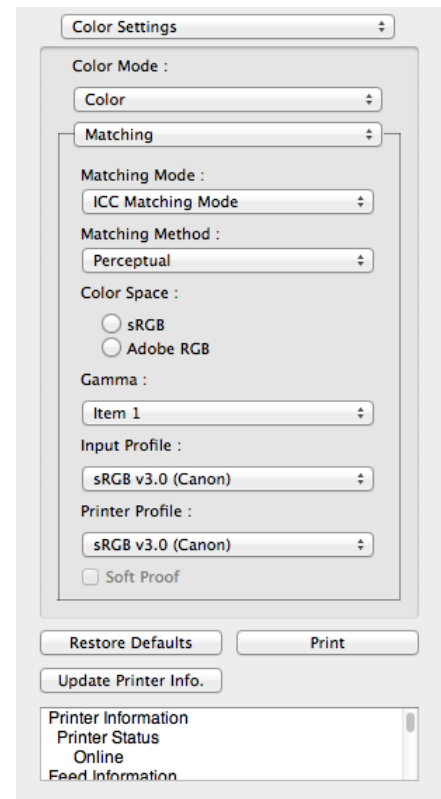 Color Settings
Color Mode :
Color
Matching
Matching Mode :
ICC Matching Mode
Matching Method :
Perceptual
Color Space :
sRGB
Adobe RGB
Gamma :
Item 1
Input Profile :
sRGB v3.0 (Canon)
Printer Profile :
sRGB v3.0 (Canon)
Soft Proof
Restore Defaults Print
Update Printer Info.
Printer Information
Printer Status
Online
Feed Information